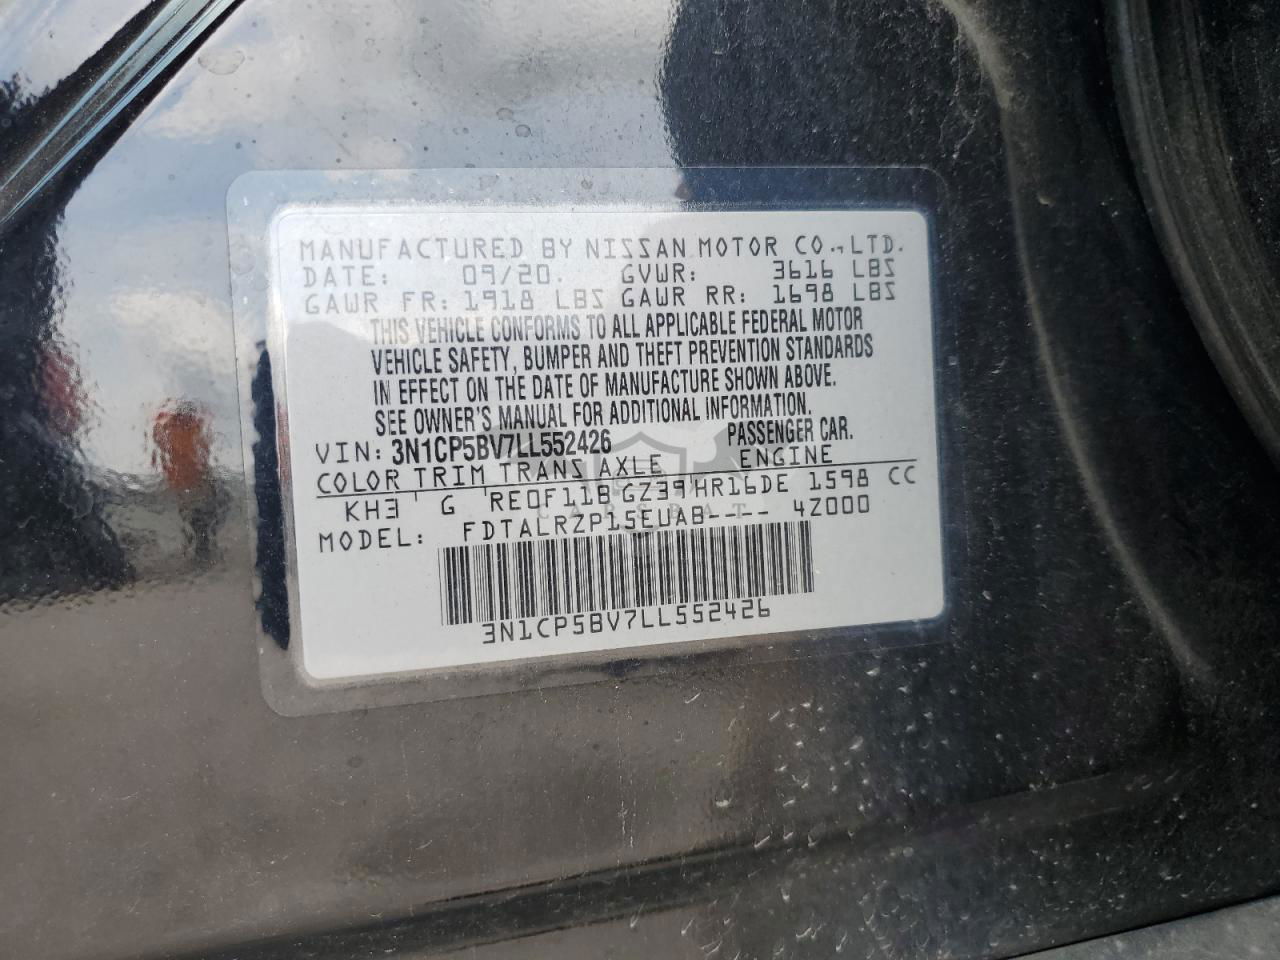 MANUFACTURED BY NISSAN MOTOR CO., LTD.
DATE: 09/20. GVWR: 3616 LBS
GAWR FR: 1918 LBS GAWR RR: 1698 LBS
THIS VEHICLE CONFORMS TO ALL APPLICABLE FEDERAL MOTOR
VEHICLE SAFETY, BUMPER AND THEFT PREVENTION STANDARDS
IN EFFECT ON THE DATE OF MANUFACTURE SHOWN ABOVE.
SEE OWNER'S MANUAL FOR ADDITIONAL INFORMATION.
VIN: 3N1CP5BV7LL552426 PASSENGER CAR.
COLOR TRIM TRANS AXLE ENGINE
KH3 G RE0F11B GZ39 HR16DE 1598 CC
CARSPAT
MODEL: FDTALRZP15EUAB---- 4Z000
3N1CP5BV7LL552426